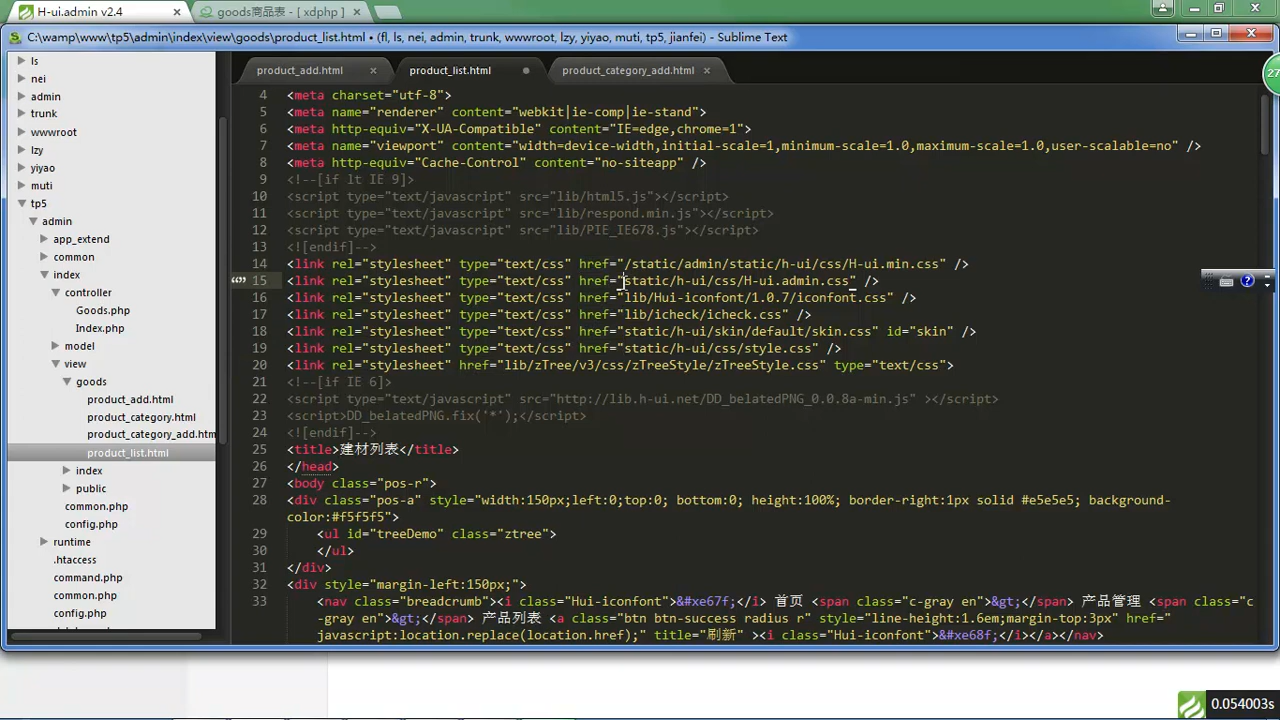 H-ui.admin v2.4
goods商品表 - [ xdphp ]
C:\wamp\www\tp5\admin\index\view\goods\product_list.html • (fl, ls, nei, admin, trunk, wwwroot, lzy, yiyao, muti, tp5, jianfei) - Sublime Text
27
ls
nei
admin
trunk
wwwroot
lzy
yiyao
muti
tp5
admin
app_extend
common
index
controller
Goods.php
Index.php
model
view
goods
product_add.html
product_category.html
product_category_add.htm
product_list.html
index
public
common.php
config.php
runtime
.htaccess
command.php
common.php
config.php
product_add.html
product_list.html
product_category_add.html
4 <meta charset="utf-8">
5 <meta name="renderer" content="webkit|ie-comp|ie-stand">
6 <meta http-equiv="X-UA-Compatible" content="IE=edge,chrome=1">
7 <meta name="viewport" content="width=device-width,initial-scale=1,minimum-scale=1.0,maximum-scale=1.0,user-scalable=no" />
8 <meta http-equiv="Cache-Control" content="no-siteapp" />
9 <!--[if lt IE 9]>
10 <script type="text/javascript" src="lib/html5.js"></script>
11 <script type="text/javascript" src="lib/respond.min.js"></script>
12 <script type="text/javascript" src="lib/PIE_IE678.js"></script>
13 <![endif]-->
14 <link rel="stylesheet" type="text/css" href="/static/admin/static/h-ui/css/H-ui.min.css" />
15 <link rel="stylesheet" type="text/css" href="static/h-ui/css/H-ui.admin.css" />
16 <link rel="stylesheet" type="text/css" href="lib/Hui-iconfont/1.0.7/iconfont.css" />
17 <link rel="stylesheet" type="text/css" href="lib/icheck/icheck.css" />
18 <link rel="stylesheet" type="text/css" href="static/h-ui/skin/default/skin.css" id="skin" />
19 <link rel="stylesheet" type="text/css" href="static/h-ui/css/style.css" />
20 <link rel="stylesheet" href="lib/zTree/v3/css/zTreeStyle/zTreeStyle.css" type="text/css">
21 <!--[if IE 6]>
22 <script type="text/javascript" src="http://lib.h-ui.net/DD_belatedPNG_0.0.8a-min.js" ></script>
23 <script>DD_belatedPNG.fix('*');</script>
24 <![endif]-->
25 <title>建材列表</title>
26 </head>
27 <body class="pos-r">
28 <div class="pos-a" style="width:150px;left:0;top:0; bottom:0; height:100%; border-right:1px solid #e5e5e5; background-
color:#f5f5f5">
29 <ul id="treeDemo" class="ztree">
30 </ul>
31 </div>
32 <div style="margin-left:150px;">
33 <nav class="breadcrumb"><i class="Hui-iconfont">&#xe67f;</i> 首页 <span class="c-gray en">&gt;</span> 产品管理 <span class="c
-gray en">&gt;</span> 产品列表 <a class="btn btn-success radius r" style="line-height:1.6em;margin-top:3px" href="
javascript:location.replace(location.href);" title="刷新" ><i class="Hui-iconfont">&#xe68f;</i></a></nav>
0.054003s